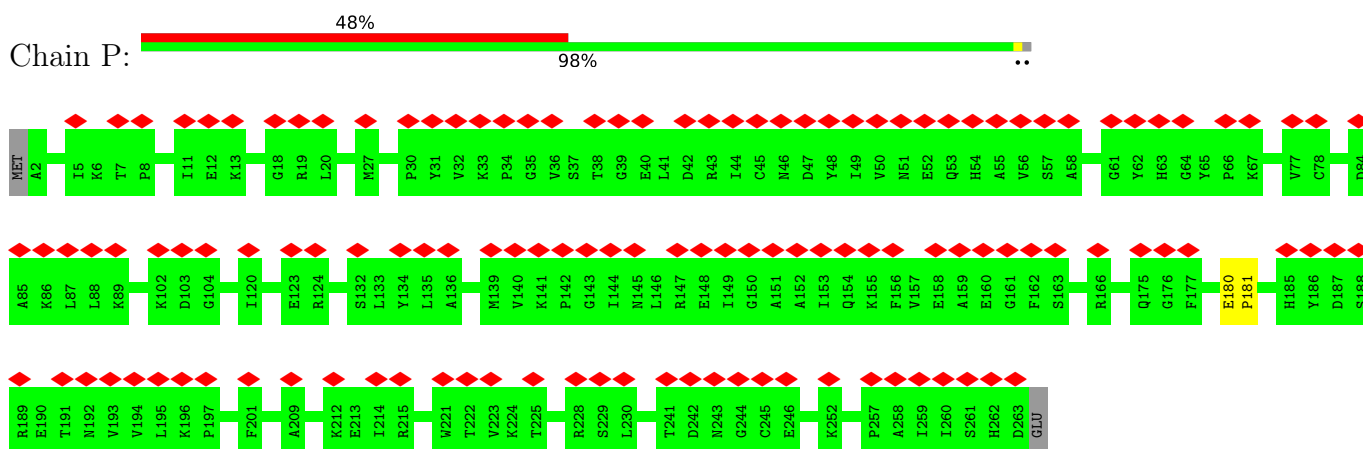 48%
Chain P:
98%
••
MET A2 I5 K6 T7 P8 I11 E12 K13 G18 R19 L20 M27 P30 Y31 V32 K33 P34 G35 V36 S37 T38 G39 E40 L41 D42 R43 I44 C45 N46 D47 Y48 I49 V50 N51 E52 Q53 H54 A55 V56 S57 A58 G61 Y62 H63 G64 Y65 P66 K67 V77 C78 D84
A85 K86 L87 L88 K89 K102 D103 G104 I120 E123 R124 S132 L133 Y134 L135 A136 M139 V140 K141 P142 G143 I144 N145 L146 R147 E148 I149 G150 A151 A152 I153 Q154 K155 F156 V157 E158 A159 E160 G161 F162 S163 R166 Q175 G176 F177 E180 P181 H185 Y186 D187 S188
R189 E190 T191 N192 V193 V194 L195 K196 P197 F201 A209 K212 E213 I214 R215 W221 T222 V223 K224 T225 R228 S229 L230 T241 D242 N243 G244 C245 E246 K252 P257 A258 I259 I260 S261 H262 D263 GLU